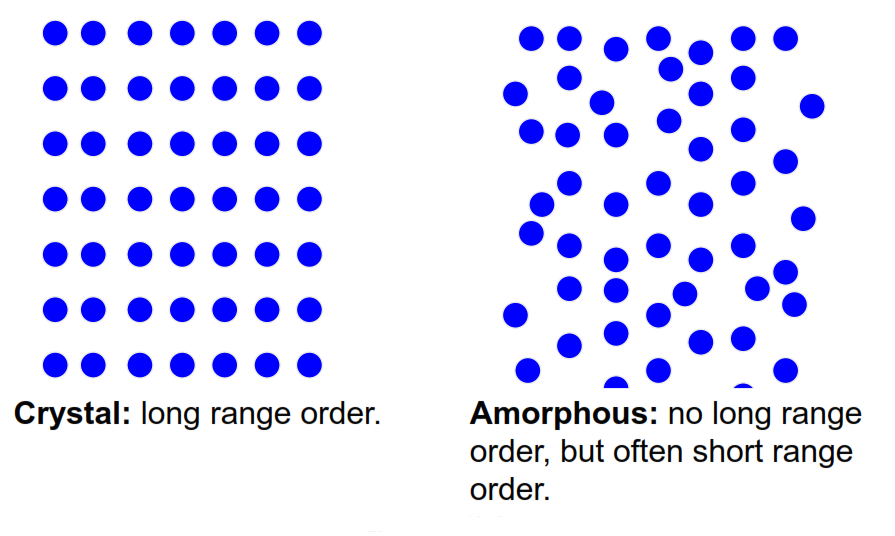 Crystal: long range order.
Amorphous: no long range
order, but often short range
order.